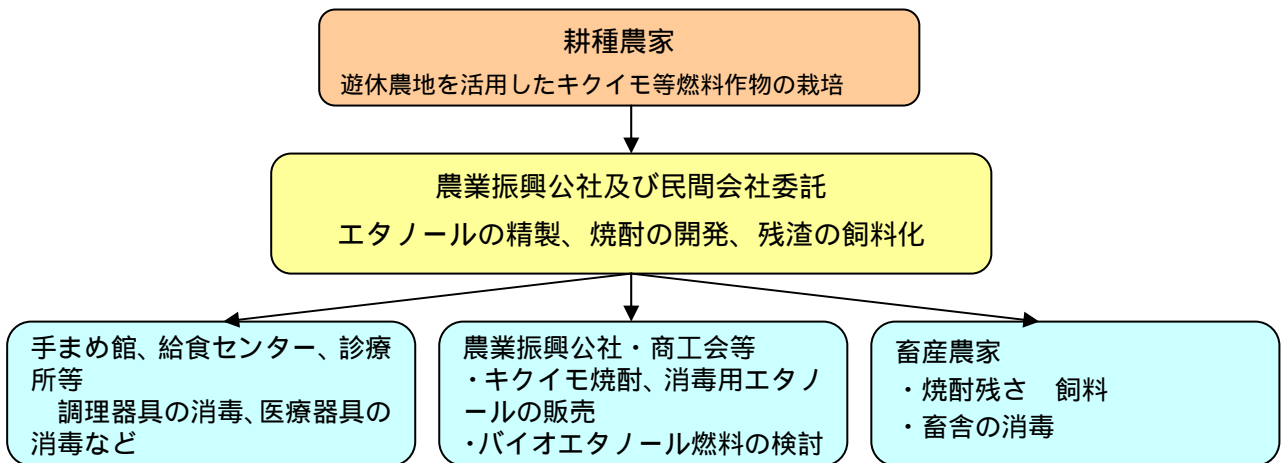 耕種農家
遊休農地を活用したキクイモ等燃料作物の栽培
農業振興公社及び民間会社委託
エタノールの精製、焼酎の開発、残渣の飼料化
手まめ館、給食センター、診療
所等
調理器具の消毒、医療器具の
消毒など
農業振興公社・商工会等
・キクイモ焼酎、消毒用エタノ
ールの販売
・バイオエタノール燃料の検討
畜産農家
・焼酎残さ　飼料
・畜舎の消毒